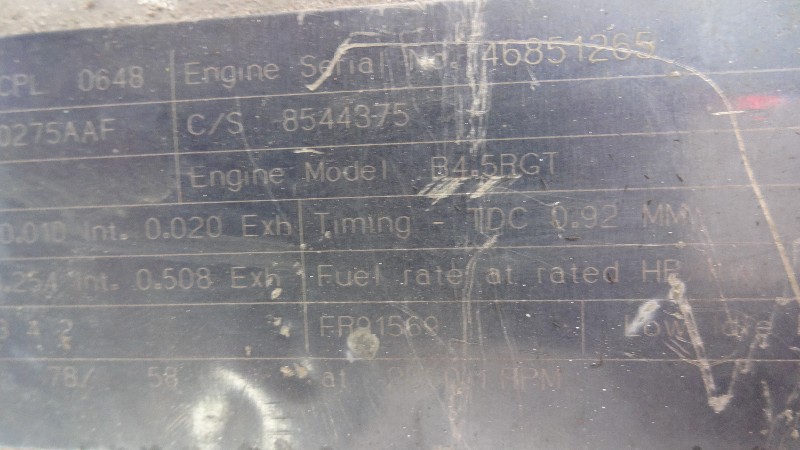 CPL 0648 Engine Serial No. 46851265
0275AAF C/S 8544375
Engine Model B4.5RGT
0.010 Int. 0.020 Exh Timing - TDC 0.92 MM
.254 Int. 0.508 Exh Fuel rate at rated HP
3 4 2 FR91569 Low
78/ 58 at RPM